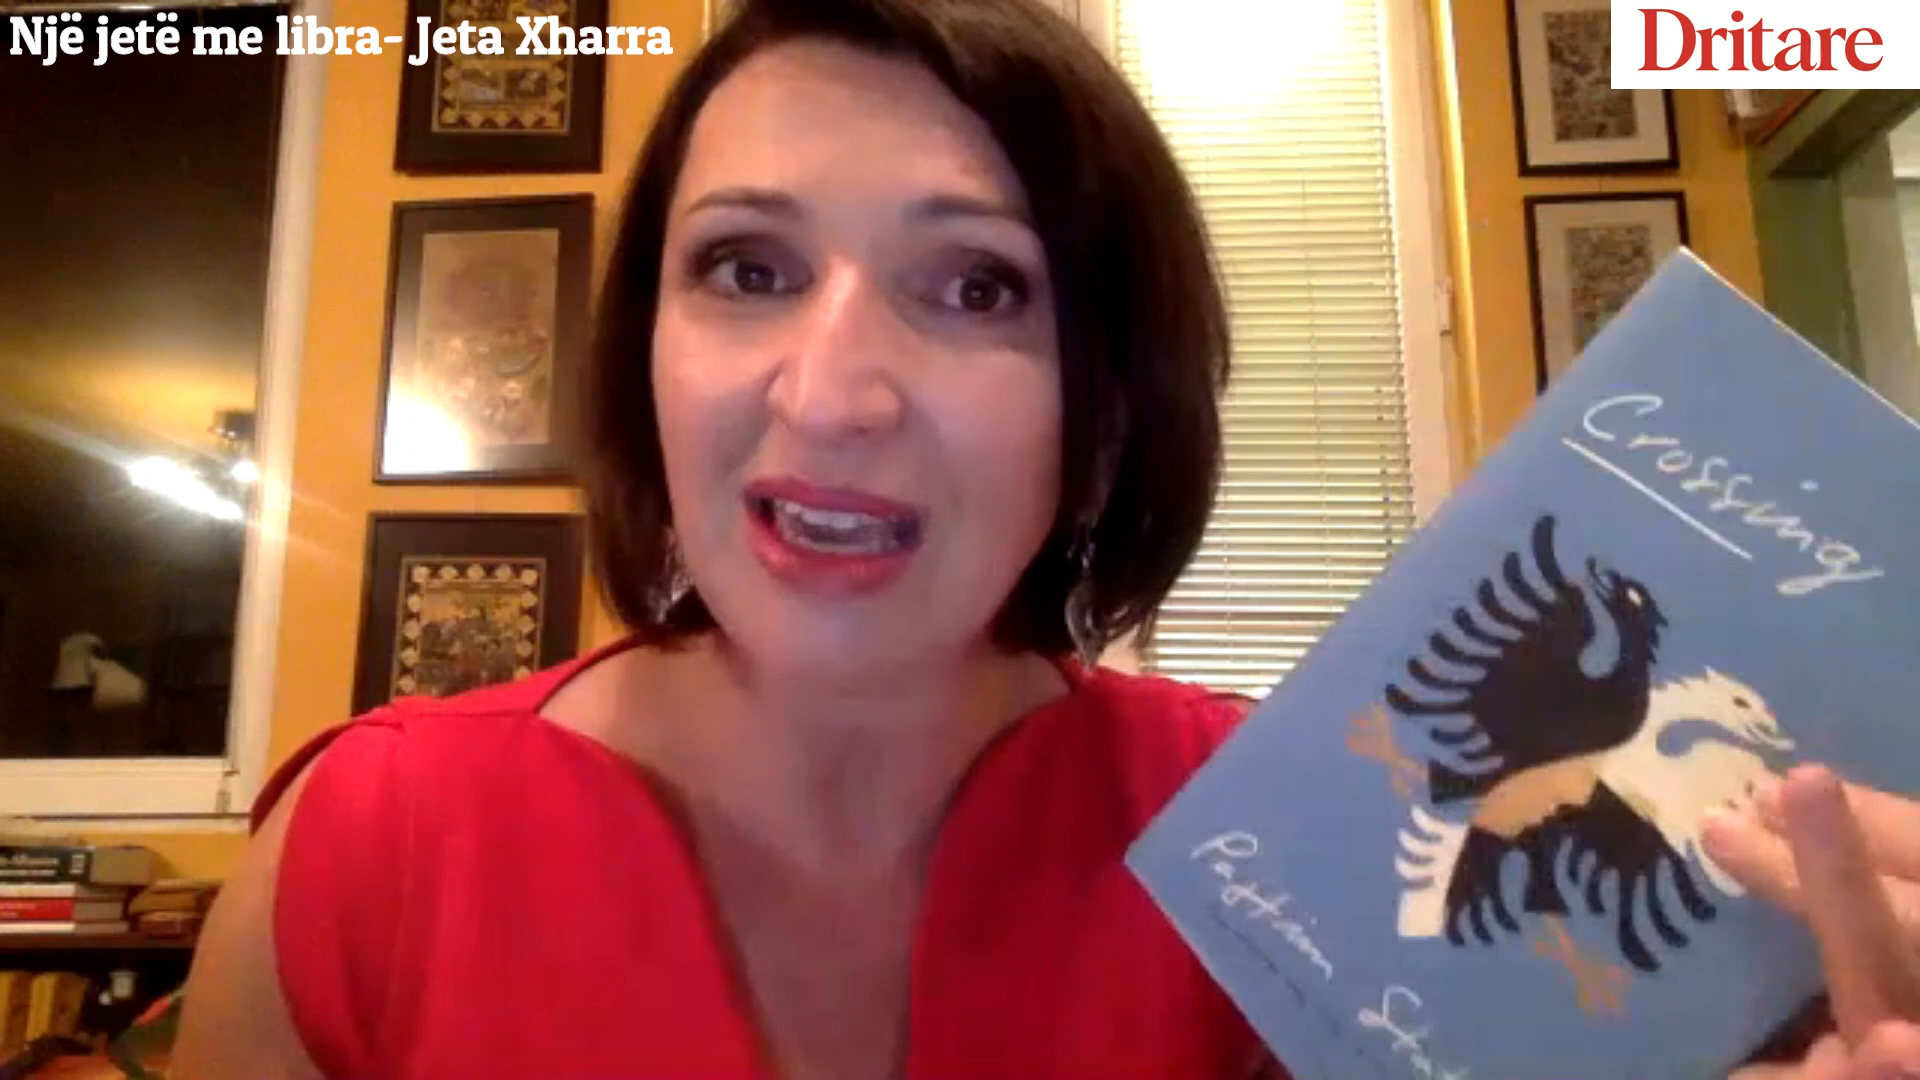 Një jetë me libra- Jeta Xharra
Dritare
Crossing
Pajtim